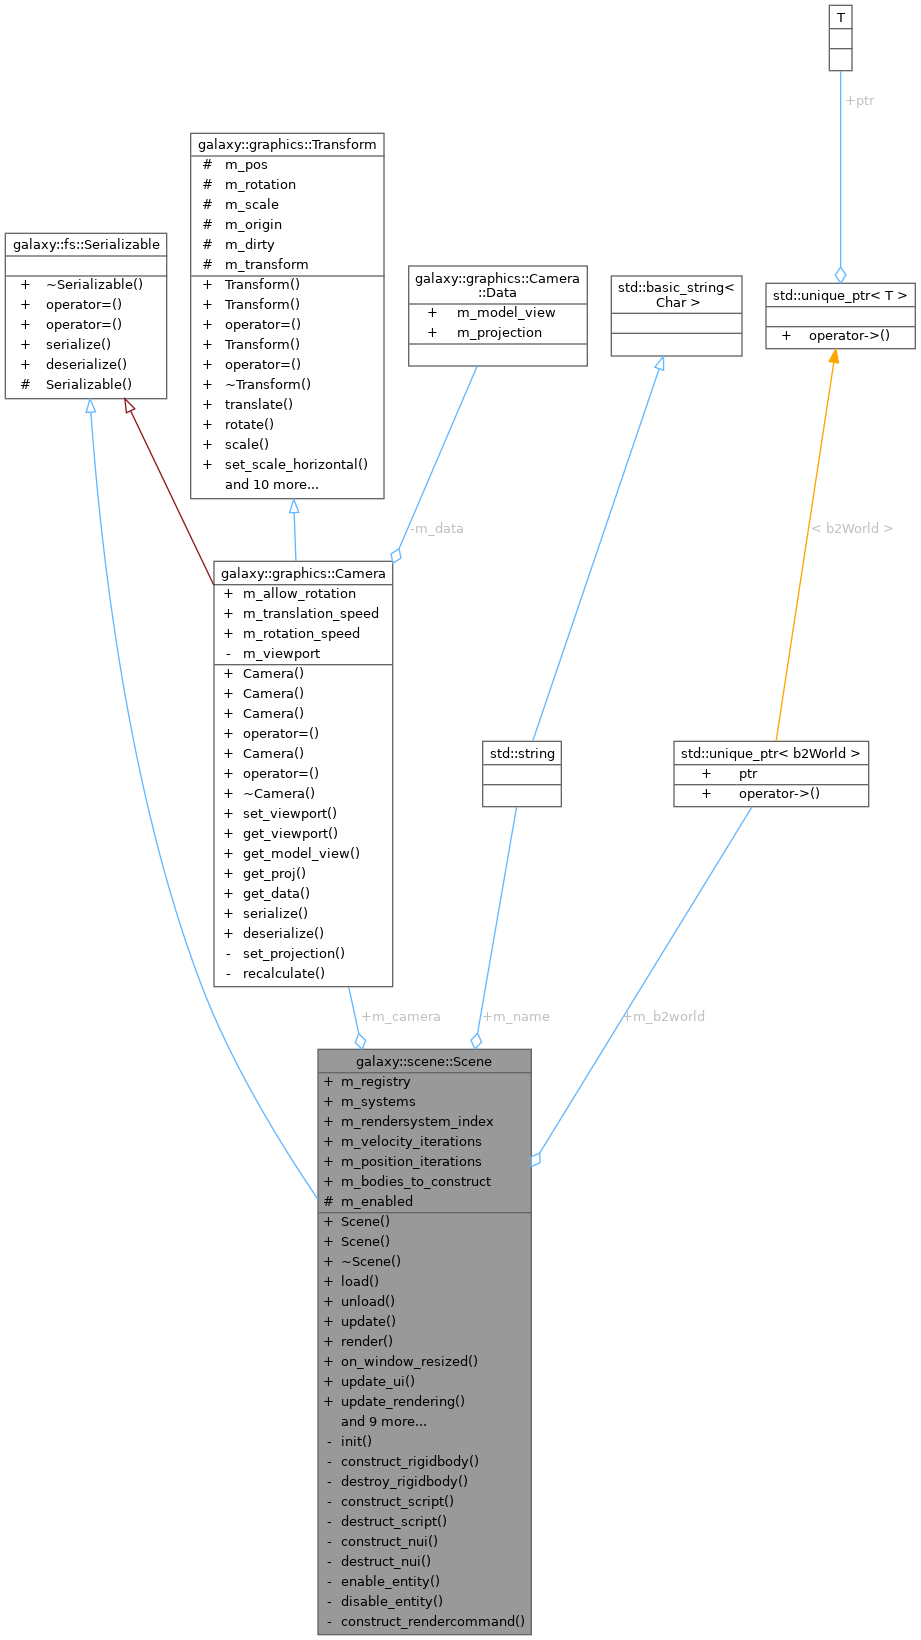 T
+ptr
galaxy::graphics::Transform
# m_pos
# m_rotation
# m_scale
# m_origin
# m_dirty
# m_transform
+ Transform()
+ Transform()
+ operator=()
+ Transform()
+ operator=()
+ ~Transform()
+ translate()
+ rotate()
+ scale()
+ set_scale_horizontal()
and 10 more...
galaxy::fs::Serializable
+ ~Serializable()
+ operator=()
+ operator=()
+ serialize()
+ deserialize()
# Serializable()
galaxy::graphics::Camera
::Data
+ m_model_view
+ m_projection
std::basic_string<
Char >
std::unique_ptr< T >
+ operator->()
-m_data
< b2World >
galaxy::graphics::Camera
+ m_allow_rotation
+ m_translation_speed
+ m_rotation_speed
- m_viewport
+ Camera()
+ Camera()
+ Camera()
+ operator=()
+ Camera()
+ operator=()
+ ~Camera()
+ set_viewport()
+ get_viewport()
+ get_model_view()
+ get_proj()
+ get_data()
+ serialize()
+ deserialize()
- set_projection()
- recalculate()
std::string
std::unique_ptr< b2World >
+ ptr
+ operator->()
+m_camera
+m_name
+m_b2world
galaxy::scene::Scene
+ m_registry
+ m_systems
+ m_rendersystem_index
+ m_velocity_iterations
+ m_position_iterations
+ m_bodies_to_construct
# m_enabled
+ Scene()
+ Scene()
+ ~Scene()
+ load()
+ unload()
+ update()
+ render()
+ on_window_resized()
+ update_ui()
+ update_rendering()
and 9 more...
- init()
- construct_rigidbody()
- destroy_rigidbody()
- construct_script()
- destruct_script()
- construct_nui()
- destruct_nui()
- enable_entity()
- disable_entity()
- construct_rendercommand()